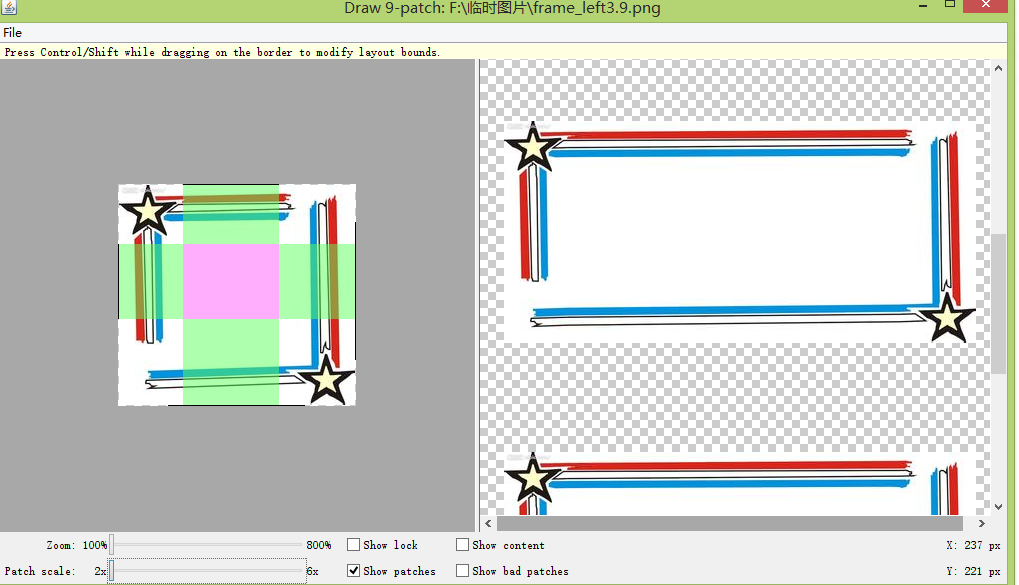 Draw 9-patch: F:\临时图片\frame_left3.9.png
File
Press Control/Shift while dragging on the border to modify layout bounds.
Zoom: 100% 800% Show lock Show content X: 237 px
Patch scale: 2x 6x Show patches Show bad patches Y: 221 px